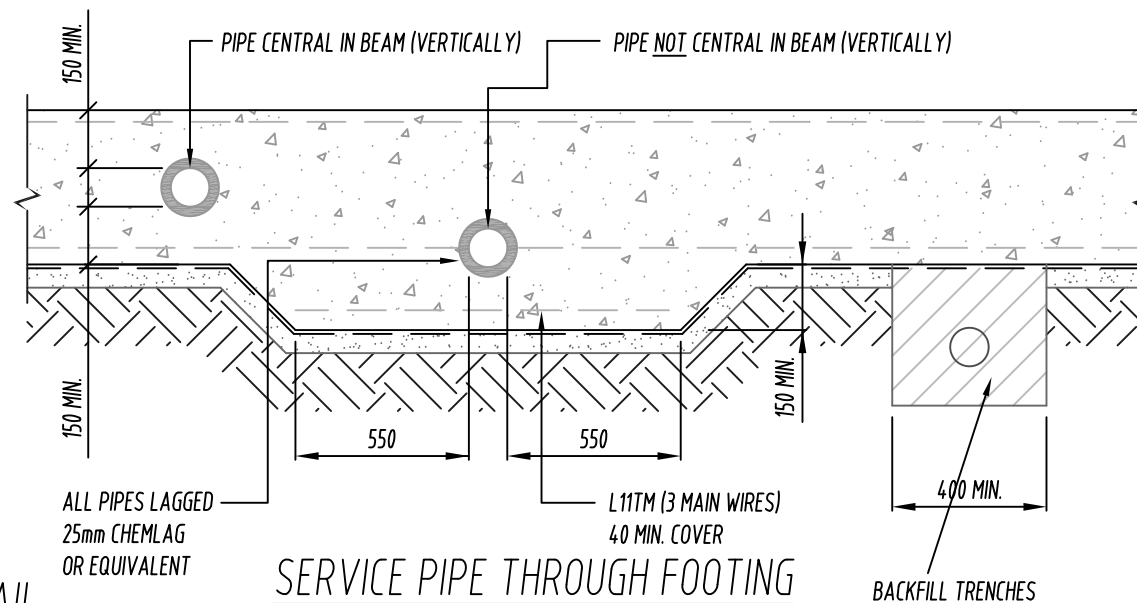 150 MIN.
PIPE CENTRAL IN BEAM (VERTICALLY)
PIPE NOT CENTRAL IN BEAM (VERTICALLY)
150 MIN.
150 MIN.
550
550
400 MIN.
ALL PIPES LAGGED
25mm CHEMLAG
OR EQUIVALENT
L11TM (3 MAIN WIRES)
40 MIN. COVER
SERVICE PIPE THROUGH FOOTING
BACKFILL TRENCHES